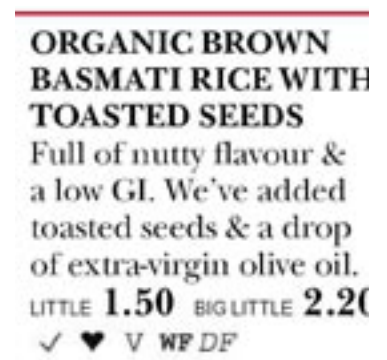 ORGANIC BROWN
BASMATI RICE WITH
TOASTED SEEDS
Full of nutty flavour &
a low GI. We've added
toasted seeds & a drop
of extra-virgin olive oil.
LITTLE 1.50 BIG LITTLE 2.20
✓ ♥ V WF DF